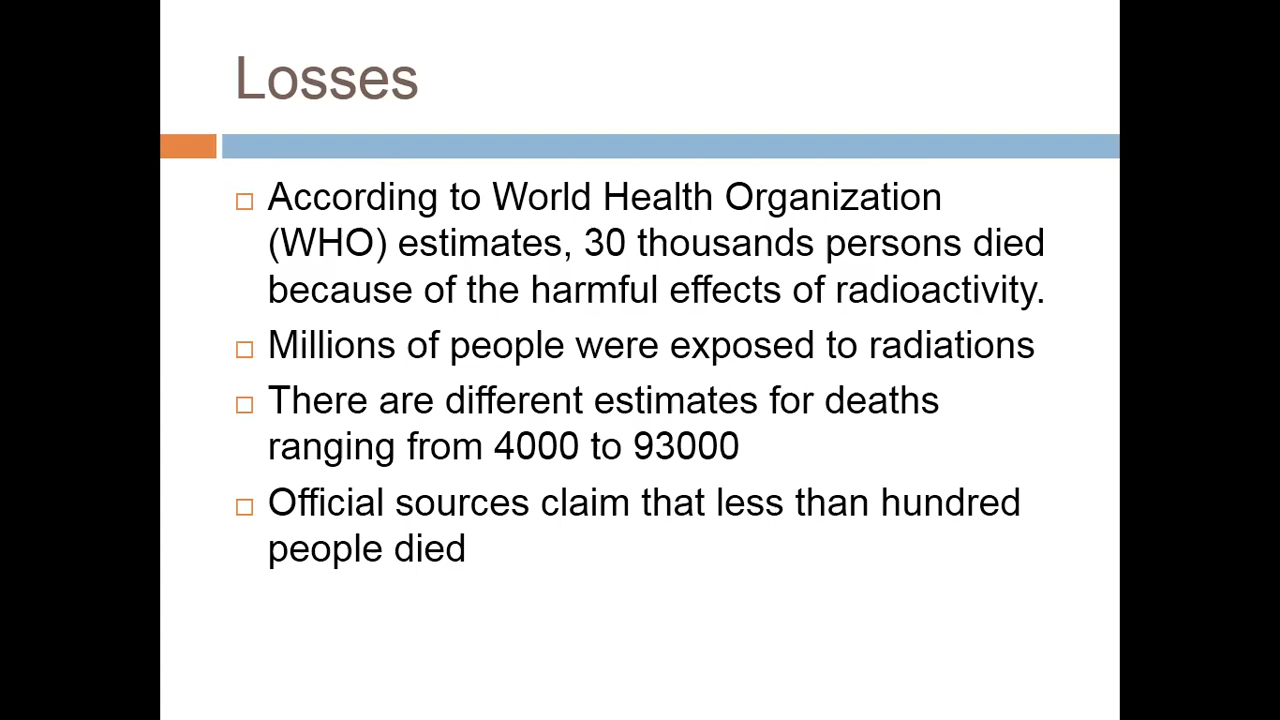 Losses
According to World Health Organization
(WHO) estimates, 30 thousands persons died
because of the harmful effects of radioactivity.
Millions of people were exposed to radiations
There are different estimates for deaths
ranging from 4000 to 93000
Official sources claim that less than hundred
people died